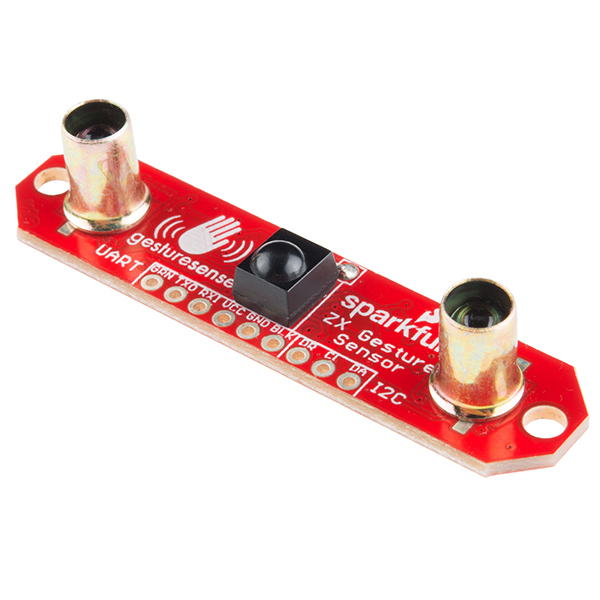 gesturesense
UART
GRN TXO RXI VCC GND BLK DR CL DA
I2C
sparkfun
ZX Gesture
Sensor